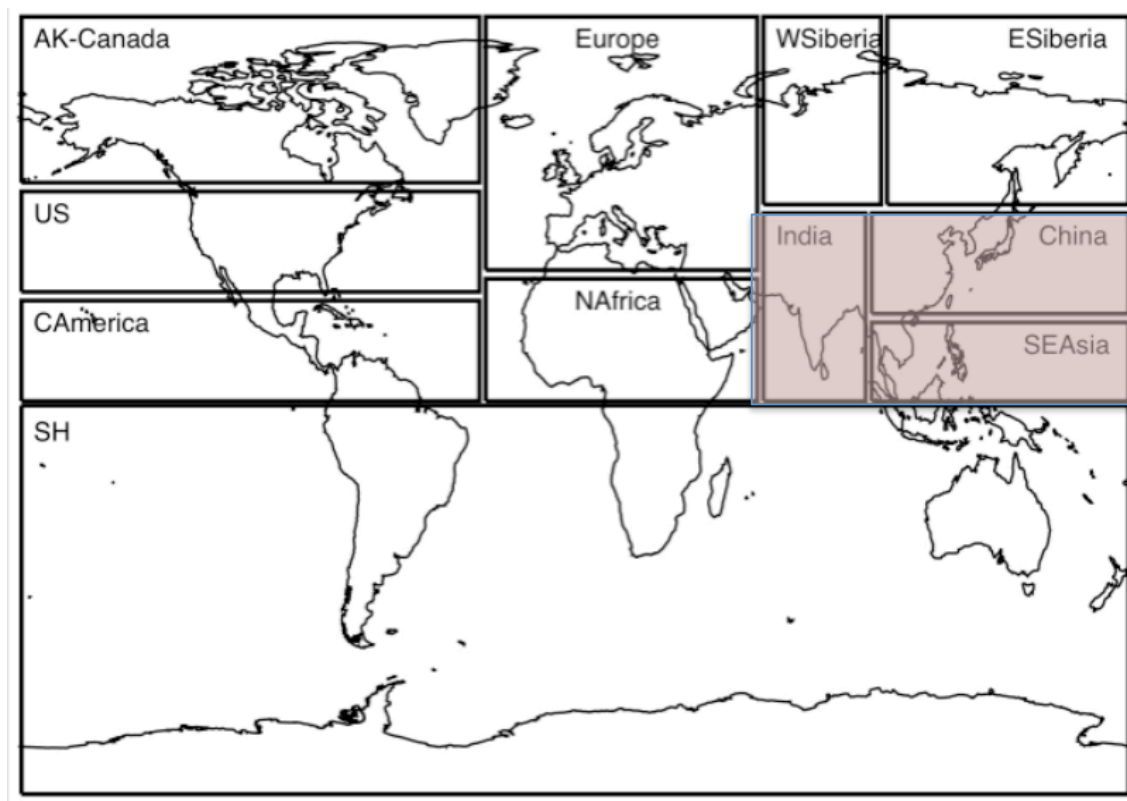 AK-Canada
Europe
WSiberia
ESiberia
US
India
China
CAmerica
NAfrica
SEAsia
SH